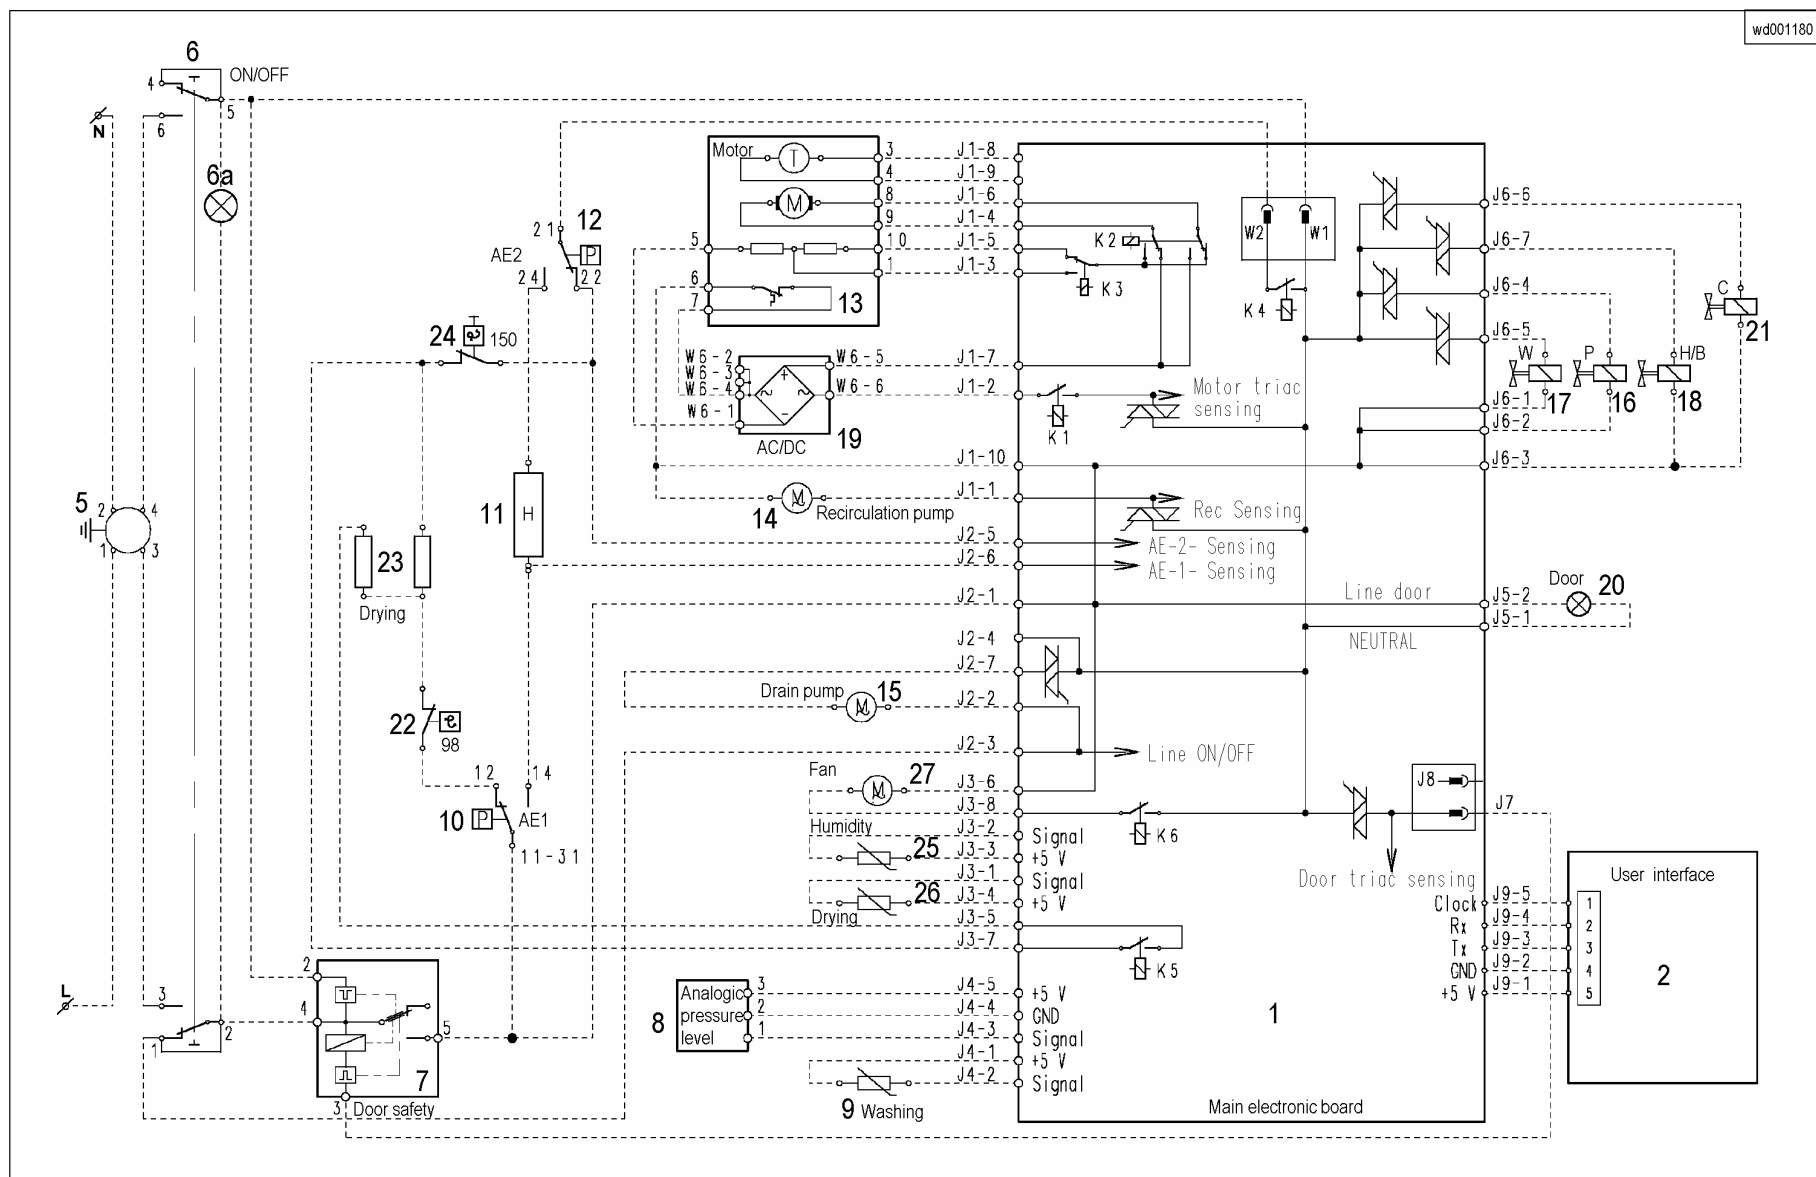 wd001180
6
ON/OFF
4
5
6
N
6a
12
21
AE2
24
22
P
24
150
Motor
T
3
4
M
8
9
5
10
1
6
7
13
J1-8
J1-9
J1-6
J1-4
J1-5
J1-3
K2
K3
W2
W1
K4
J6-6
J6-7
J6-4
J6-5
C
21
W
P
H/B
17
16
18
J6-1
J6-2
J6-3
W6-2
W6-3
W6-4
W6-1
W6-5
W6-6
J1-7
J1-2
AC/DC
19
K1
Motor triac
sensing
J1-10
J1-1
M
14
Recirculation pump
Rec Sensing
5
2
4
1
3
11
H
23
Drying
J2-5
J2-6
AE-2- Sensing
AE-1- Sensing
J2-1
Line door
J5-2
J5-1
Door
20
NEUTRAL
J2-4
J2-7
J2-2
J2-3
Drain pump
M
15
Line ON/OFF
22
98
12
14
10
P
AE1
11-31
Fan
M
27
J3-6
J3-8
K6
J8
J7
Humidity
25
J3-2
Signal
J3-3
+5 V
J3-1
Signal
26
J3-4
+5 V
Drying
J3-5
J3-7
K5
Door triac sensing
Clock
J9-5
Rx
J9-4
Tx
J9-3
GND
J9-2
+5 V
J9-1
User interface
1
2
3
4
5
2
L
3
1
2
2
4
5
7
3
Door safety
8
Analogic
pressure
level
3
2
1
J4-5
+5 V
J4-4
GND
J4-3
Signal
J4-1
+5 V
J4-2
Signal
9
Washing
1
Main electronic board